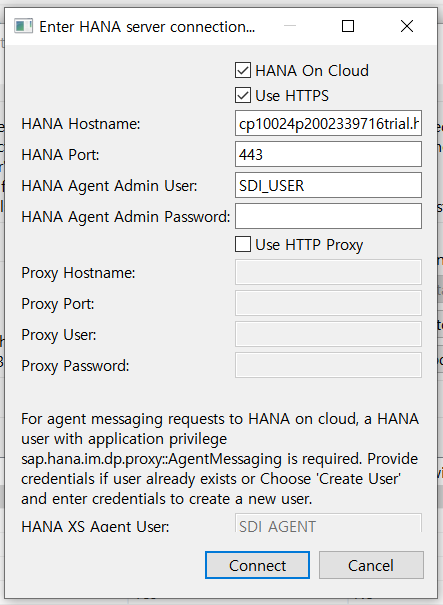 Enter HANA server connection...
HANA On Cloud
Use HTTPS
HANA Hostname: cp10024p2002339716trial.h
HANA Port: 443
HANA Agent Admin User: SDI_USER
HANA Agent Admin Password:
Use HTTP Proxy
Proxy Hostname:
Proxy Port:
Proxy User:
Proxy Password:
For agent messaging requests to HANA on cloud, a HANA
user with application privilege
sap.hana.im.dp.proxy::AgentMessaging is required. Provide
credentials if user already exists or Choose 'Create User'
and enter credentials to create a new user.
HANA XS Agent User: SDI_AGENT
Connect Cancel